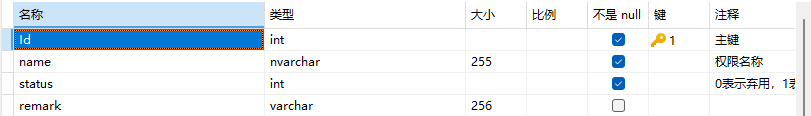 名称 类型 大小 比例 不是 null 键 注释
Id int 1 主键
name nvarchar 255 权限名称
status int 0表示弃用，1表
remark varchar 256